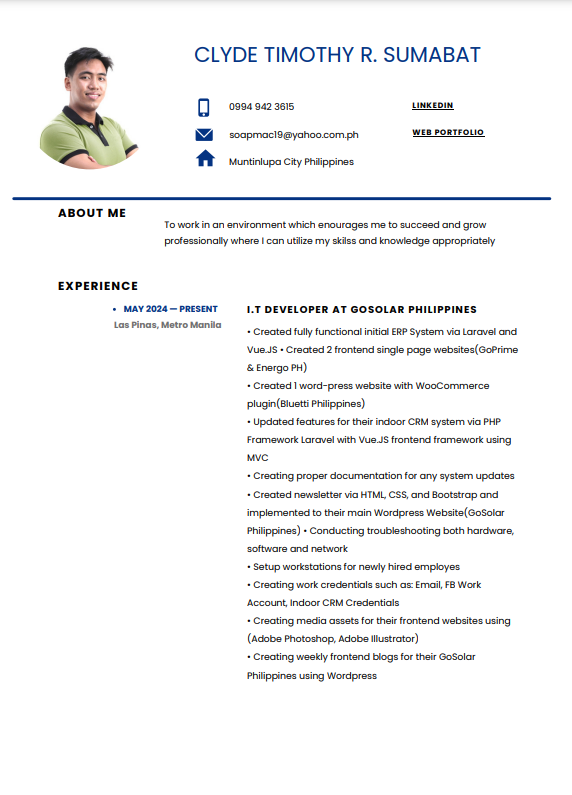 CLYDE TIMOTHY R. SUMABAT
0994 942 3615
LINKEDIN
soapmac19@yahoo.com.ph
WEB PORTFOLIO
Muntinlupa City Philippines
ABOUT ME
To work in an environment which enourages me to succeed and grow
professionally where I can utilize my skilss and knowledge appropriately
EXPERIENCE
• MAY 2024 — PRESENT
Las Pinas, Metro Manila
I.T DEVELOPER AT GOSOLAR PHILIPPINES
• Created fully functional initial ERP System via Laravel and
Vue.JS • Created 2 frontend single page websites(GoPrime
& Energo PH)
• Created 1 word-press website with WooCommerce
plugin(Bluetti Philippines)
• Updated features for their indoor CRM system via PHP
Framework Laravel with Vue.JS frontend framework using
MVC
• Creating proper documentation for any system updates
• Created newsletter via HTML, CSS, and Bootstrap and
implemented to their main Wordpress Website(GoSolar
Philippines) • Conducting troubleshooting both hardware,
software and network
• Setup workstations for newly hired employes
• Creating work credentials such as: Email, FB Work
Account, Indoor CRM Credentials
• Creating media assets for their frontend websites using
(Adobe Photoshop, Adobe Illustrator)
• Creating weekly frontend blogs for their GoSolar
Philippines using Wordpress